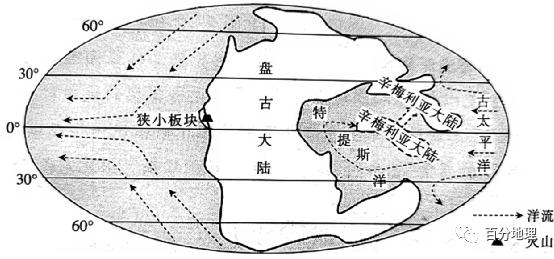 60°
30°
0°
30°
60°
盘古大陆
狭小板块
特提斯洋
辛梅利亚大陆
辛梅利亚大陆
古太平洋
洋流
火山
百分地理